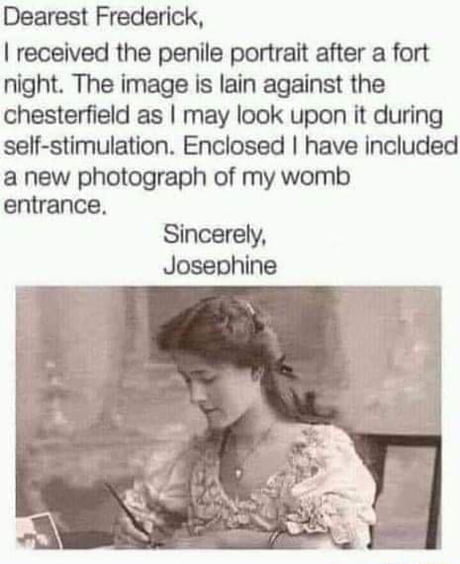 Dearest Frederick,
I received the penile portrait after a fort
night. The image is lain against the
chesterfield as I may look upon it during
self-stimulation. Enclosed I have included
a new photograph of my womb
entrance.
Sincerely,
Josephine